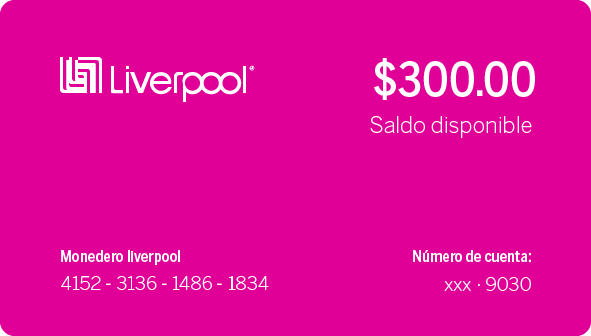 Liverpool
$300.00
Saldo disponible
Monedero liverpool
4152 - 3136 - 1486 - 1834
Número de cuenta:
xxx · 9030